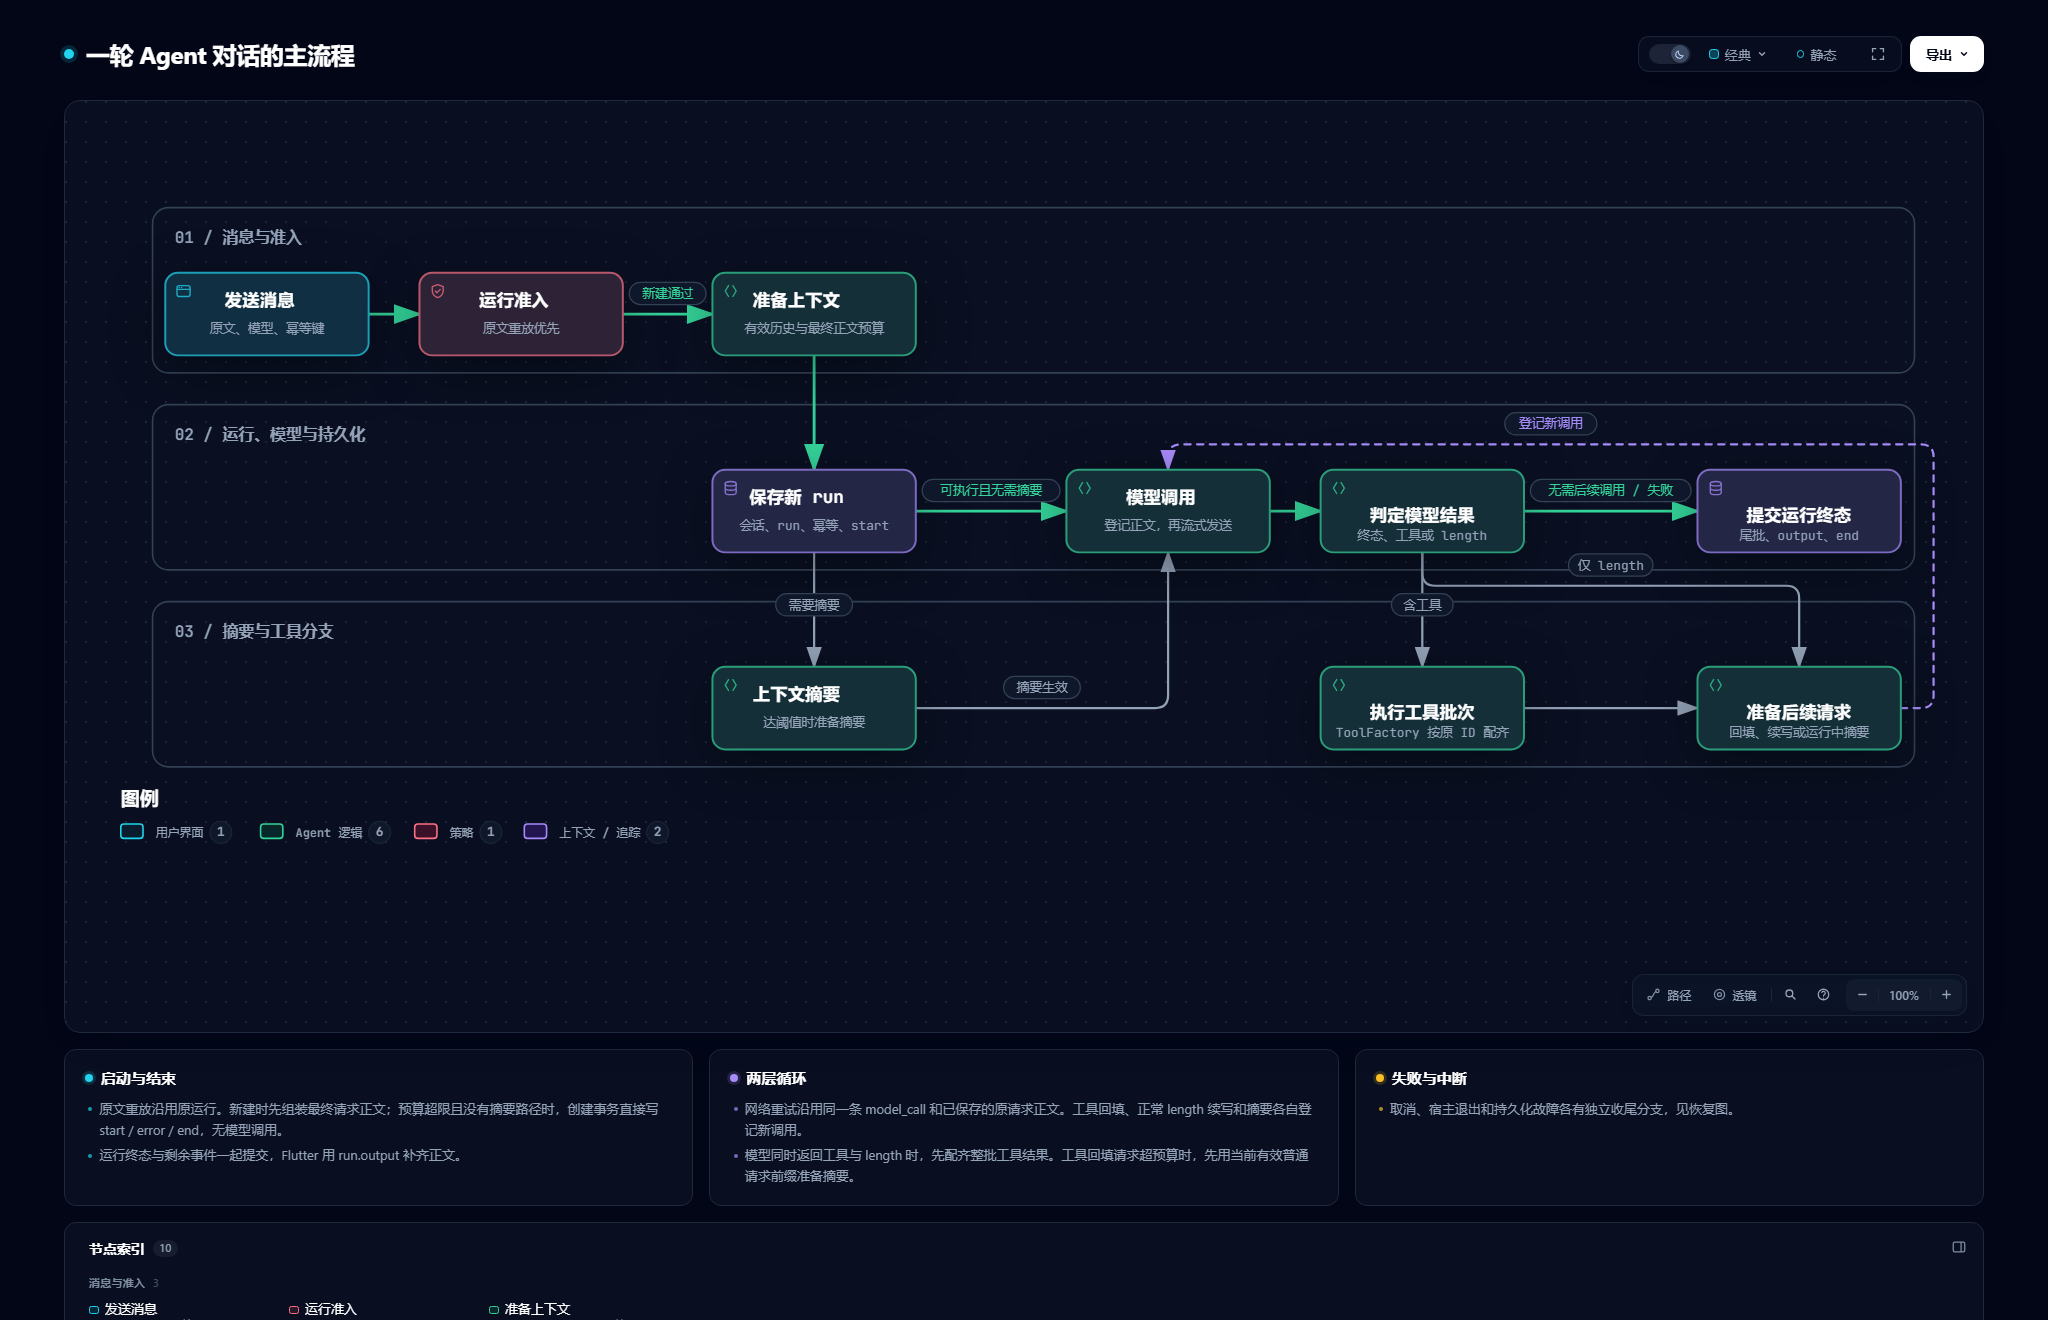 一轮 Agent 对话的主流程
经典
静态
导出
01 / 消息与准入
发送消息
原文、模型、幂等键
运行准入
原文重放优先
新建通过
准备上下文
有效历史与最终正文预算
02 / 运行、模型与持久化
登记新调用
保存新 run
会话、run、幂等、start
可执行且无需摘要
模型调用
登记正文，再流式发送
判定模型结果
终态、工具或 length
无需后续调用 / 失败
提交运行终态
尾批、output、end
仅 length
需要摘要
含工具
03 / 摘要与工具分支
上下文摘要
达阈值时准备摘要
摘要生效
执行工具批次
ToolFactory 按原 ID 配齐
准备后续请求
回填、续写或运行中摘要
图例
用户界面 1
Agent 逻辑 6
策略 1
上下文 / 追踪 2
路径
透镜
100%
启动与结束
原文重放沿用原运行。新建时先组装最终请求正文；预算超限且没有摘要路径时，创建事务直接写
start / error / end，无模型调用。
运行终态与剩余事件一起提交，Flutter 用 run.output 补齐正文。
两层循环
网络重试沿用同一条 model_call 和已保存的原请求正文。工具回填、正常 length 续写和摘要各自登
记新调用。
模型同时返回工具与 length 时，先配齐整批工具结果。工具回填请求超预算时，先用当前有效普通
请求前缀准备摘要。
失败与中断
取消、宿主退出和持久化故障各有独立收尾分支，见恢复图。
节点索引 10
消息与准入 3
发送消息
运行准入
准备上下文